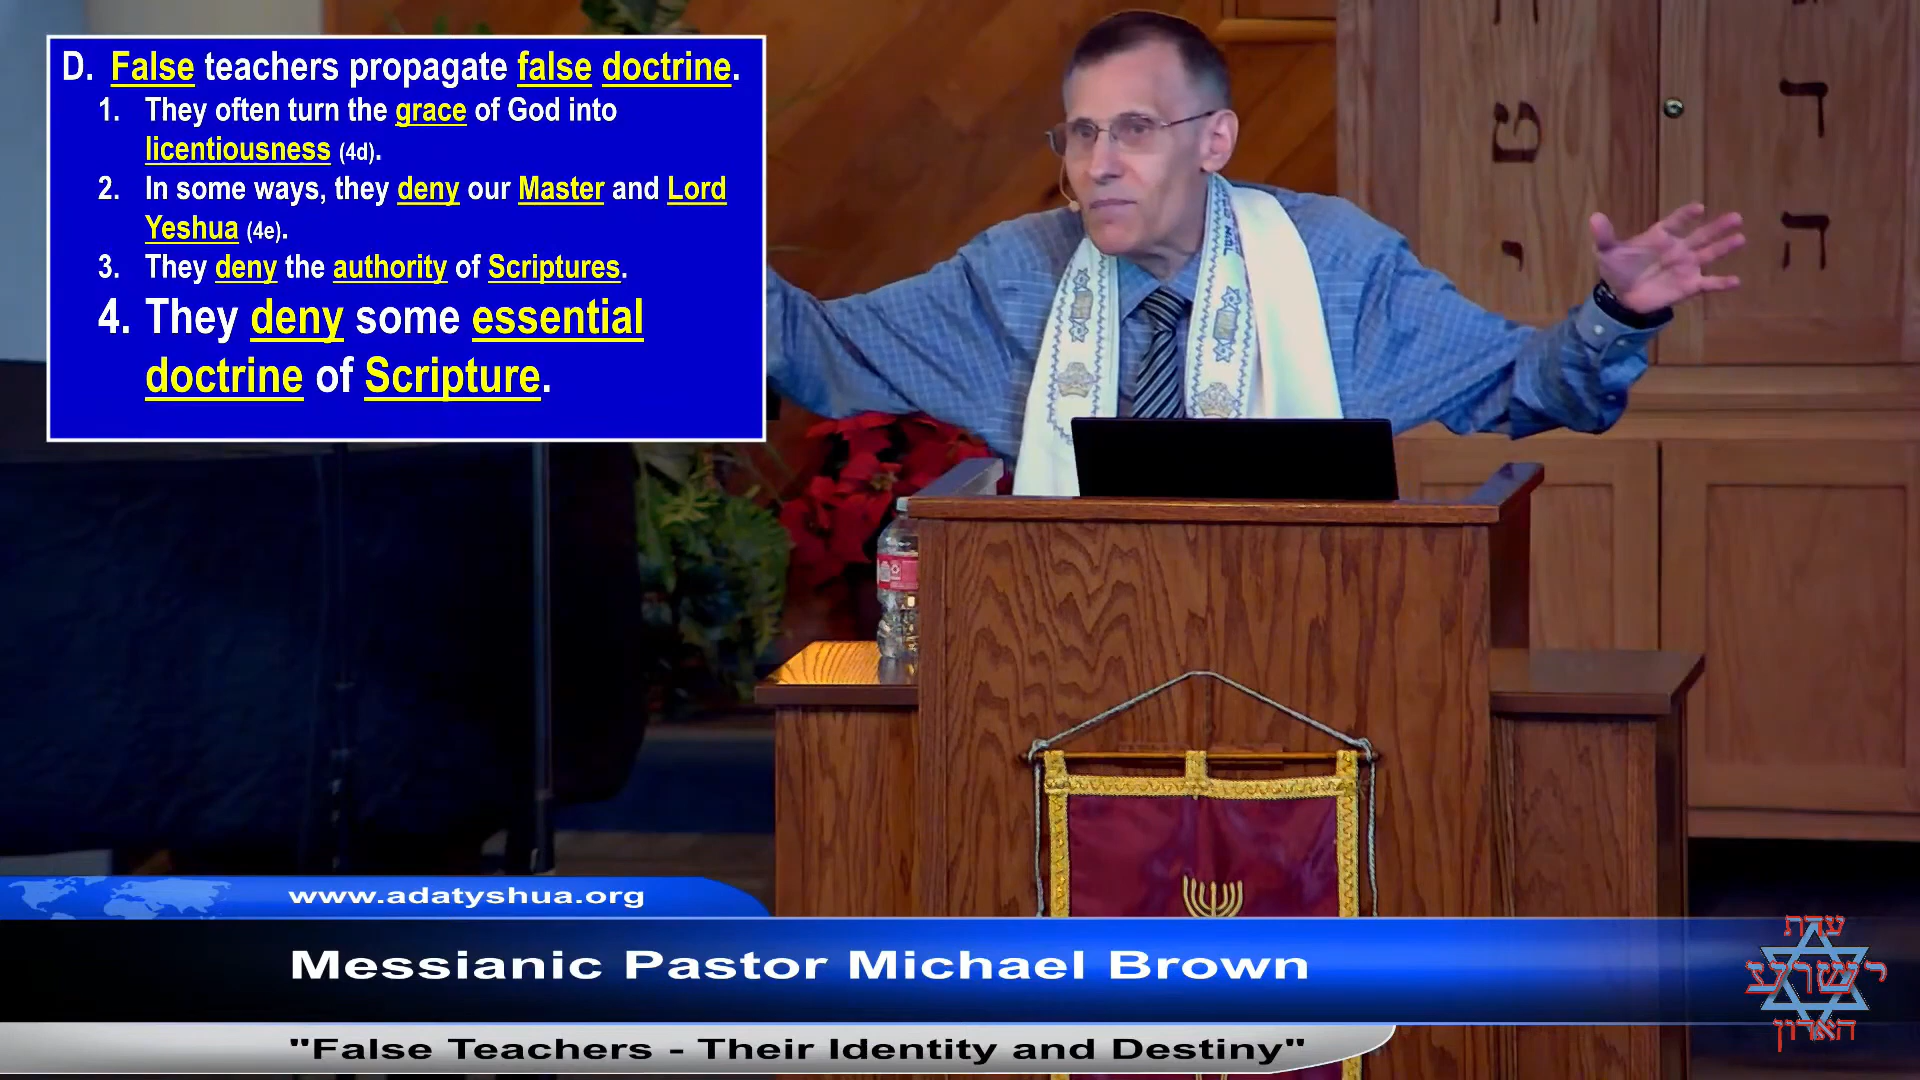 D. False teachers propagate false doctrine.
1. They often turn the grace of God into
licentiousness (4d).
2. In some ways, they deny our Master and Lord
Yeshua (4e).
3. They deny the authority of Scriptures.
4. They deny some essential
doctrine of Scripture.
ט
י
ד
ה
www.adatyshua.org
Messianic Pastor Michael Brown
"False Teachers - Their Identity and Destiny"
עדת
ישוע
האדון